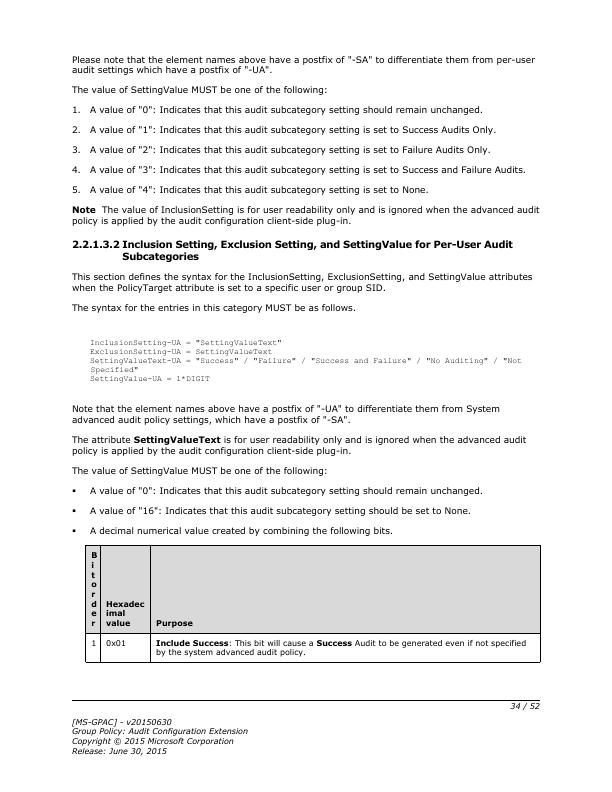 Please note that the element names above have a postfix of "-SA" to differentiate them from per-user
audit settings which have a postfix of "-UA".
The value of SettingValue MUST be one of the following:
1. A value of "0": Indicates that this audit subcategory setting should remain unchanged.
2. A value of "1": Indicates that this audit subcategory setting is set to Success Audits Only.
3. A value of "2": Indicates that this audit subcategory setting is set to Failure Audits Only.
4. A value of "3": Indicates that this audit subcategory setting is set to Success and Failure Audits.
5. A value of "4": Indicates that this audit subcategory setting is set to None.
Note The value of InclusionSetting is for user readability only and is ignored when the advanced audit
policy is applied by the audit configuration client-side plug-in.
2.2.1.3.2 Inclusion Setting, Exclusion Setting, and SettingValue for Per-User Audit
Subcategories
This section defines the syntax for the InclusionSetting, ExclusionSetting, and SettingValue attributes
when the PolicyTarget attribute is set to a specific user or group SID.
The syntax for the entries in this category MUST be as follows.
InclusionSetting-UA = "SettingValueText"
ExclusionSetting-UA = SettingValueText
SettingValueText-UA = "Success" / "Failure" / "Success and Failure" / "No Auditing" / "Not
Specified"
SettingValue-UA = 1*DIGIT
Note that the element names above have a postfix of "-UA" to differentiate them from System
advanced audit policy settings, which have a postfix of "-SA".
The attribute SettingValueText is for user readability only and is ignored when the advanced audit
policy is applied by the audit configuration client-side plug-in.
The value of SettingValue MUST be one of the following:
▪ A value of "0": Indicates that this audit subcategory setting should remain unchanged.
▪ A value of "16": Indicates that this audit subcategory setting should be set to None.
▪ A decimal numerical value created by combining the following bits.
B
i
t
o
r
d
e
r
Hexadec
imal
value
Purpose
1 0x01 Include Success: This bit will cause a Success Audit to be generated even if not specified
by the system advanced audit policy.
34 / 52
[MS-GPAC] - v20150630
Group Policy: Audit Configuration Extension
Copyright © 2015 Microsoft Corporation
Release: June 30, 2015